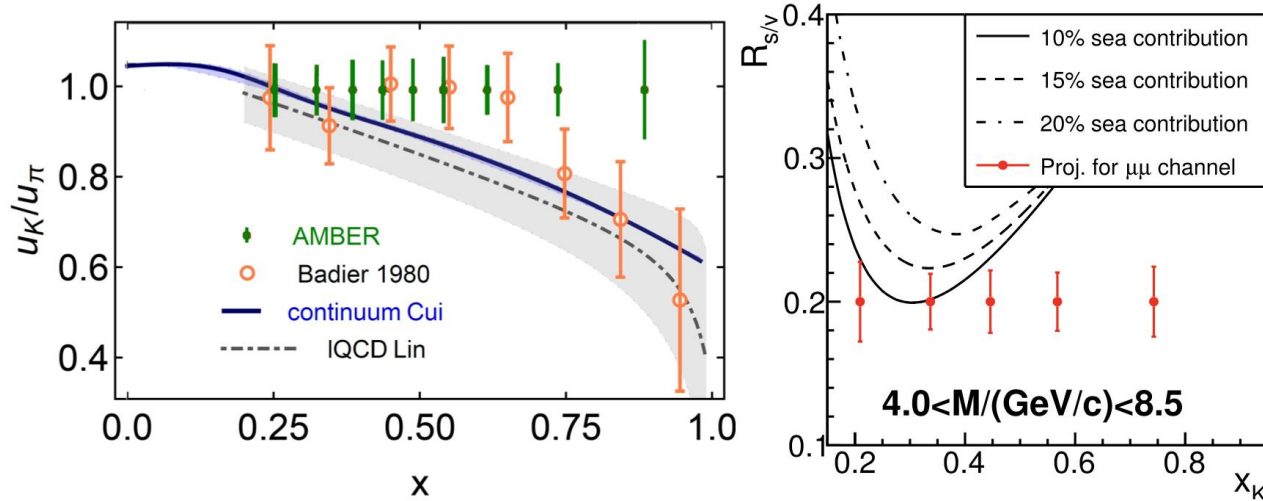 1.0
0.8
0.6
0.4
u_K/u_π
AMBER
Badier 1980
continuum Cui
lQCD Lin
0.0 0.25 0.50 0.75 1.0
x
R_{s/v}
0.4
0.3
0.2
0.1
10% sea contribution
15% sea contribution
20% sea contribution
Proj. for μμ channel
4.0<M/(GeV/c)<8.5
0.2 0.4 0.6 0.8
x_K